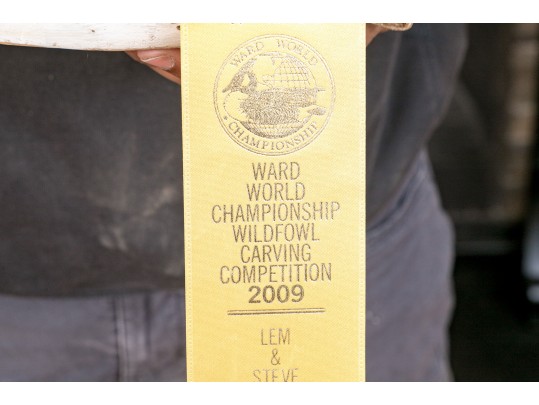 WARD WORLD
CHAMPIONSHIP
WARD
WORLD
CHAMPIONSHIP
WILDFOWL
CARVING
COMPETITION
2009
LEM
&
STEVE